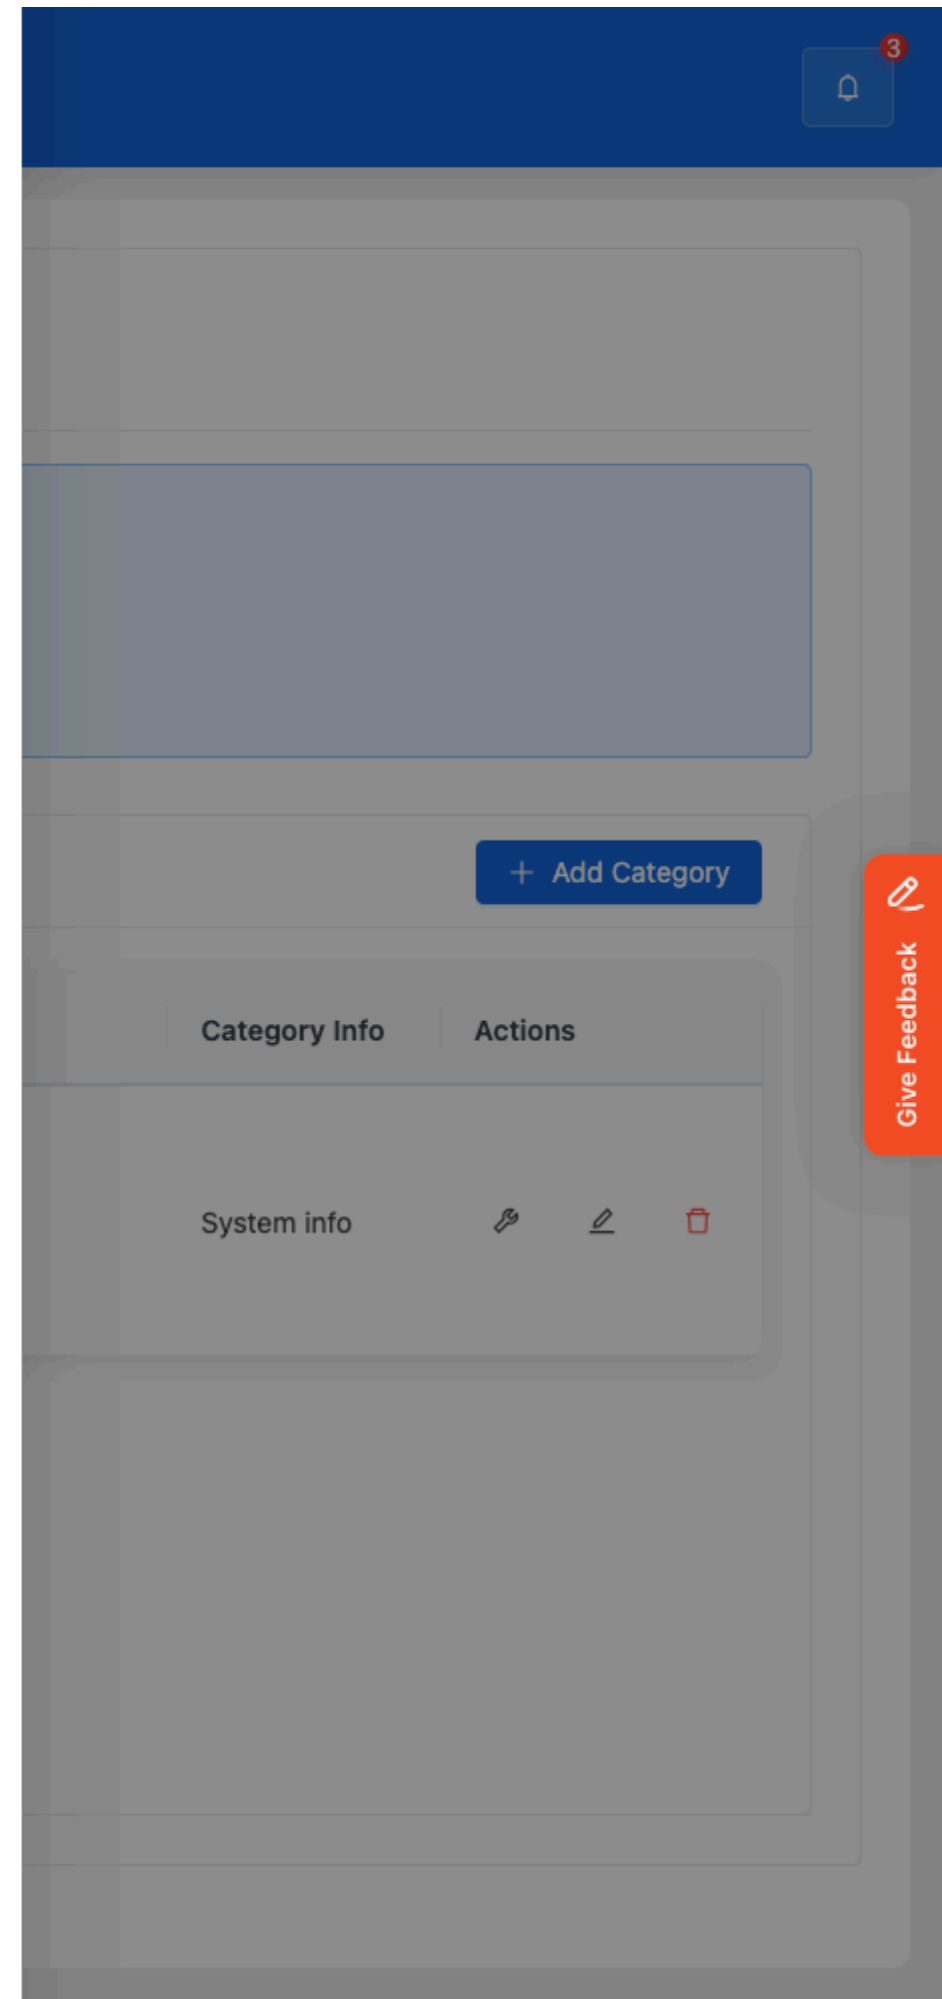 3
Add Category
Give Feedback
Category Info
Actions
System info